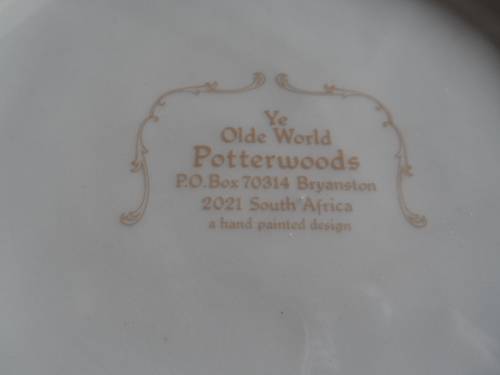 Ye
Olde World
Potterwoods
P.O.Box 70314 Bryanston
2021 South Africa
a hand painted design